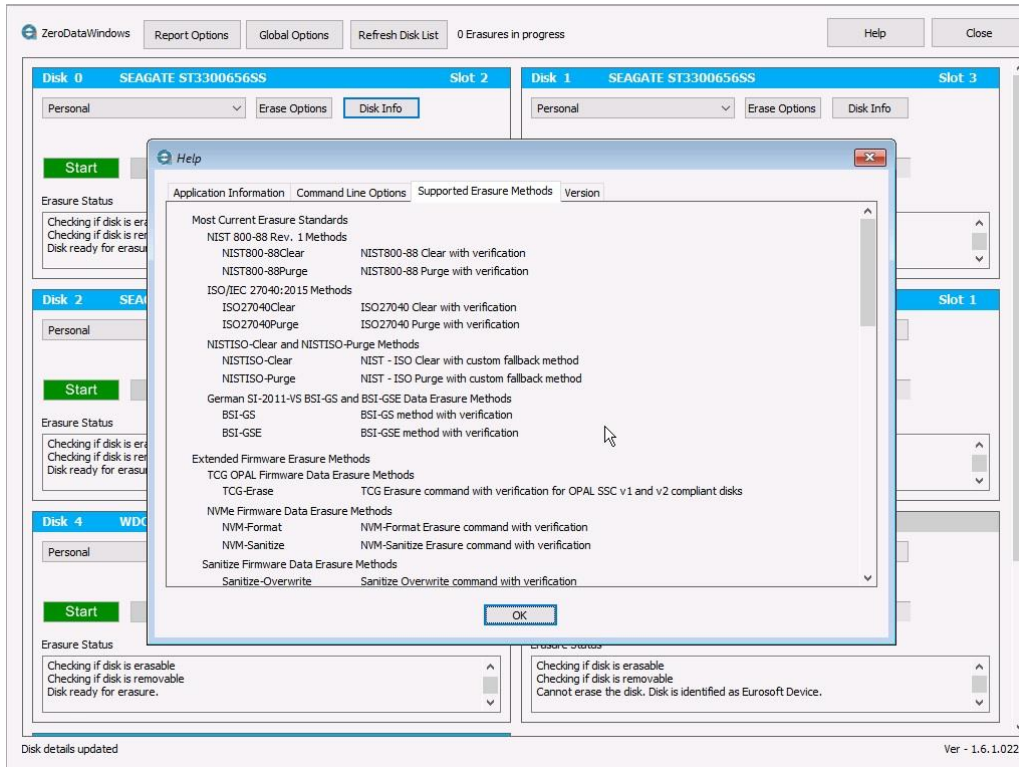 ZeroDataWindows Report Options Global Options Refresh Disk List 0 Erasures in progress Help Close
Disk 0 SEAGATE ST3300656SS Slot 2
Personal Erase Options Disk Info
Start
Erasure Status
Checking if disk is era
Checking if disk is rem
Disk ready for erasur
Disk 1 SEAGATE ST3300656SS Slot 3
Personal Erase Options Disk Info
Disk 2 SEA
Personal
Start
Erasure Status
Checking if disk is era
Checking if disk is rem
Disk ready for erasur
Slot 1
Disk 4 WDC
Personal
Start
Erasure Status
Checking if disk is erasable
Checking if disk is removable
Disk ready for erasure.
Checking if disk is erasable
Checking if disk is removable
Cannot erase the disk. Disk is identified as Eurosoft Device.
Help
Application Information Command Line Options Supported Erasure Methods Version
Most Current Erasure Standards
NIST 800-88 Rev. 1 Methods
NIST800-88Clear NIST800-88 Clear with verification
NIST800-88Purge NIST800-88 Purge with verification
ISO/IEC 27040:2015 Methods
ISO27040Clear ISO27040 Clear with verification
ISO27040Purge ISO27040 Purge with verification
NISTISO-Clear and NISTISO-Purge Methods
NISTISO-Clear NIST - ISO Clear with custom fallback method
NISTISO-Purge NIST - ISO Purge with custom fallback method
German SI-2011-VS BSI-GS and BSI-GSE Data Erasure Methods
BSI-GS BSI-GS method with verification
BSI-GSE BSI-GSE method with verification
Extended Firmware Erasure Methods
TCG OPAL Firmware Data Erasure Methods
TCG-Erase TCG Erasure command with verification for OPAL SSC v1 and v2 compliant disks
NVMe Firmware Data Erasure Methods
NVM-Format NVM-Format Erasure command with verification
NVM-Sanitize NVM-Sanitize Erasure command with verification
Sanitize Firmware Data Erasure Methods
Sanitize-Overwrite Sanitize Overwrite command with verification
OK
Disk details updated Ver - 1.6.1.022